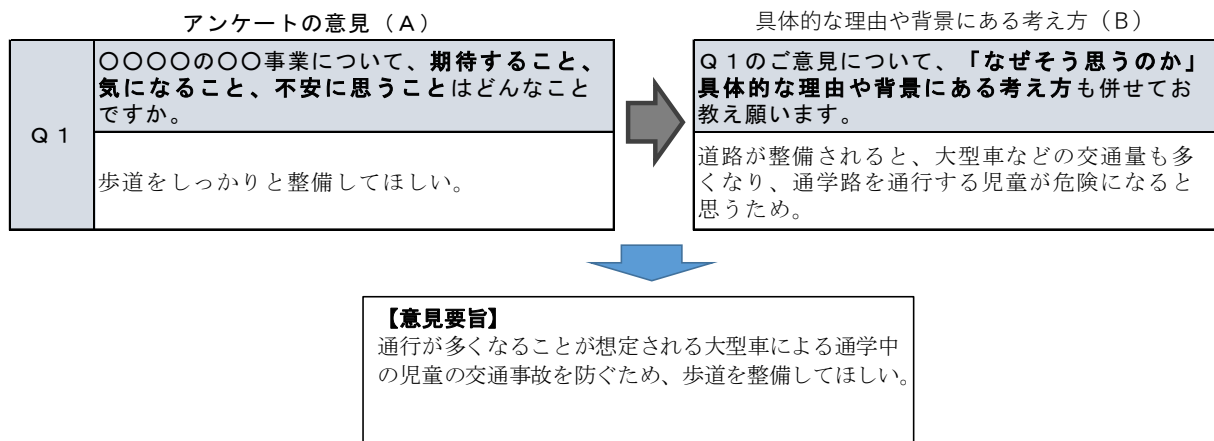 アンケートの意見（Ａ）
具体的な理由や背景にある考え方（Ｂ）
Ｑ１
〇〇〇〇の〇〇事業について、期待すること、
気になること、不安に思うことはどんなこと
ですか。
歩道をしっかりと整備してほしい。
Ｑ１のご意見について、「なぜそう思うのか」
具体的な理由や背景にある考え方も併せてお
教え願います。
道路が整備されると、大型車などの交通量も多
くなり、通学路を通行する児童が危険になると
思うため。
【意見要旨】
通行が多くなることが想定される大型車による通学中
の児童の交通事故を防ぐため、歩道を整備してほしい。